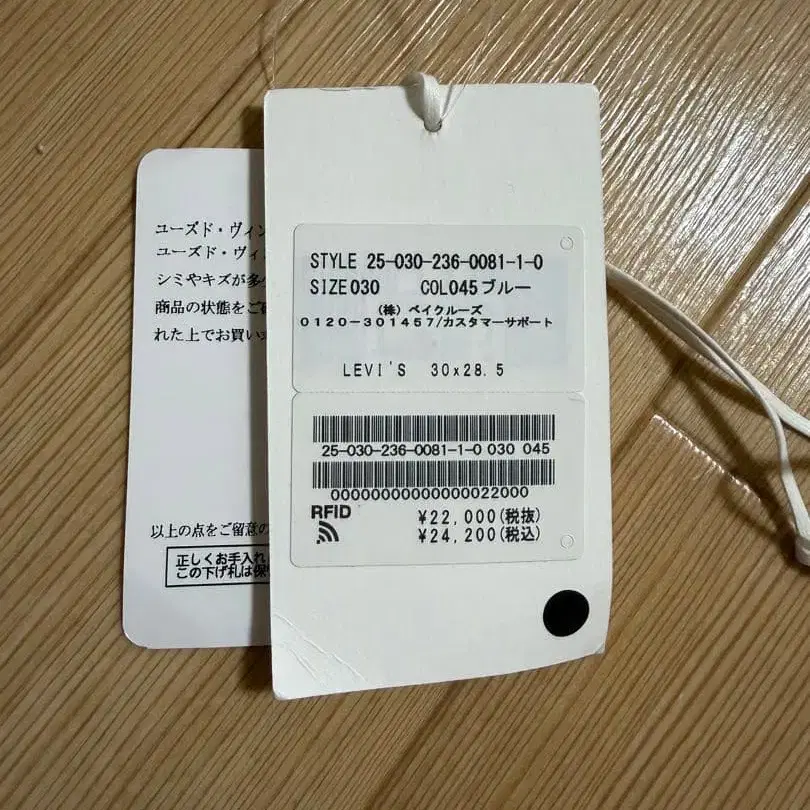 ユーズド・ヴィン
ユーズド・ヴィ
シミやキズが多
商品の状態をご確
れた上でお買い
以上の点をご留意の
正しくお手入れ
この下げ札は保
STYLE 25-030-236-0081-1-0
SIZE030 COL045ブルー
(株)ベイクルーズ
0120-301457/カスタマーサポート
LEVI'S 30x28.5
25-030-236-0081-1-0 030 045
00000000000000022000
RFID
¥22,000(税抜)
¥24,200(税込)